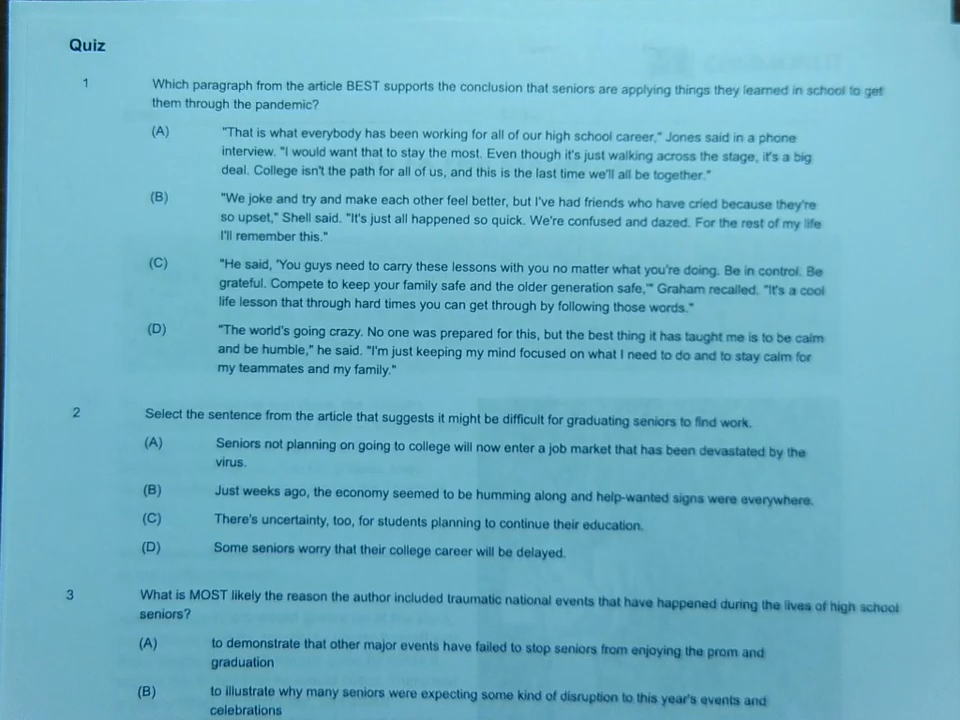 Quiz
1 Which paragraph from the article BEST supports the conclusion that seniors are applying things they learned in school to get
them through the pandemic?
(A) "That is what everybody has been working for all of our high school career," Jones said in a phone
interview. "I would want that to stay the most. Even though it's just walking across the stage, it's a big
deal. College isn't the path for all of us, and this is the last time we'll all be together."
(B) "We joke and try and make each other feel better, but I've had friends who have cried because they're
so upset," Shell said. "It's just all happened so quick. We're confused and dazed. For the rest of my life
I'll remember this."
(C) "He said, 'You guys need to carry these lessons with you no matter what you're doing. Be in control. Be
grateful. Compete to keep your family safe and the older generation safe,'" Graham recalled. "It's a cool
life lesson that through hard times you can get through by following those words."
(D) "The world's going crazy. No one was prepared for this, but the best thing it has taught me is to be calm
and be humble," he said. "I'm just keeping my mind focused on what I need to do and to stay calm for
my teammates and my family."
2 Select the sentence from the article that suggests it might be difficult for graduating seniors to find work.
(A) Seniors not planning on going to college will now enter a job market that has been devastated by the
virus.
(B) Just weeks ago, the economy seemed to be humming along and help-wanted signs were everywhere.
(C) There's uncertainty, too, for students planning to continue their education.
(D) Some seniors worry that their college career will be delayed.
3 What is MOST likely the reason the author included traumatic national events that have happened during the lives of high school
seniors?
(A) to demonstrate that other major events have failed to stop seniors from enjoying the prom and
graduation
(B) to illustrate why many seniors were expecting some kind of disruption to this year's events and
celebrations